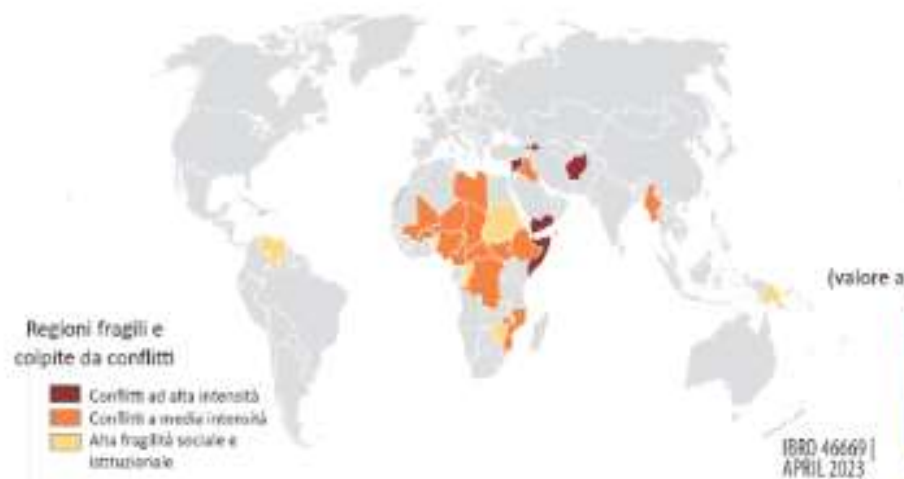 (valore a
Regioni fragili e
colpite da conflitti
Conflitti ad alta intensità
Conflitti a media intensità
Alta fragilità sociale e
istituzionale
IBRD 46669 |
APRIL 2023